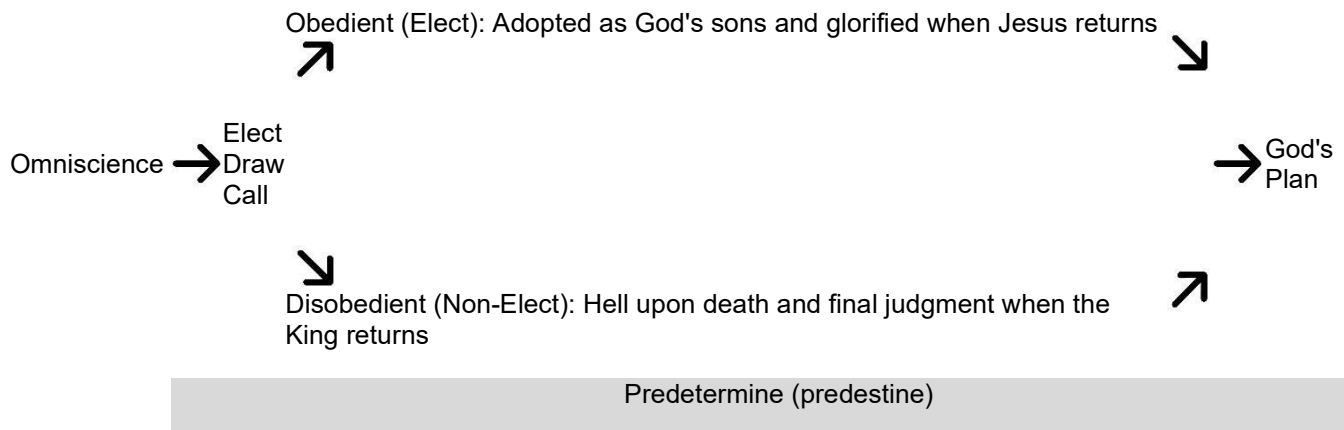 Obedient (Elect): Adopted as God's sons and glorified when Jesus returns
Omniscience
Elect
Draw
Call
God's
Plan
Disobedient (Non-Elect): Hell upon death and final judgment when the
King returns
Predetermine (predestine)